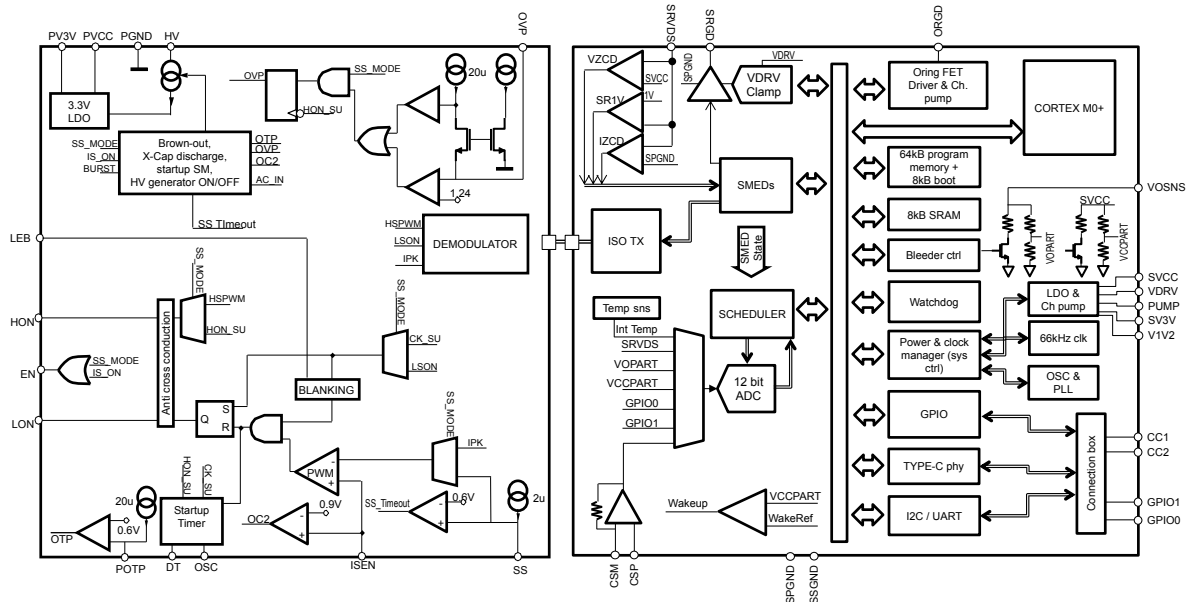 PV3V
PVCC
PGND
HV
OVP
3.3V
LDO
OVP
SS_MODE
HON_SU
20u
1.24
SS_MODE
IS_ON
BURST
Brown-out,
X-Cap discharge,
startup SM,
HV generator ON/OFF
OTP
OVP
OC2
AC_IN
SS_TImeout
HSPWM
LSON
IPK
DEMODULATOR
LEB
HON
EN
LON
SS_MODE
HSPWM
HON_SU
Anti cross conduction
SS_MODE
IS_ON
SS_MODE
CK_SU
LSON
BLANKING
S
Q
R
PWM
-
+
SS_MODE
IPK
HON_SU
CK_SU
Startup
Timer
20u
0.6V
OTP
POTP
DT
OSC
OC2
0.9V
-
+
ISEN
SS_Timeout
0.6V
-
+
2u
SS
SRVDS
SRGD
ORGD
VZCD
SVCC
SR1V
1V
IZCD
SPGND
SPGND
VDRV
VDRV
Clamp
SMEDs
ISO TX
SMED
State
Temp sns
Int Temp
SRVDS
VOPART
VCCPART
GPIO0
GPIO1
SCHEDULER
12 bit
ADC
Wakeup
VCCPART
WakeRef
CSM
CSP
SPGND
SSGND
Oring FET
Driver & Ch.
pump
CORTEX M0+
64kB program
memory +
8kB boot
8kB SRAM
Bleeder ctrl
Watchdog
Power & clock
manager (sys
ctrl)
GPIO
TYPE-C phy
I2C / UART
VOPART
SVCC
VCCPART
LDO &
Ch pump
66kHz clk
OSC &
PLL
Connection box
VOSNS
SVCC
VDRV
PUMP
SV3V
V1V2
CC1
CC2
GPIO1
GPIO0